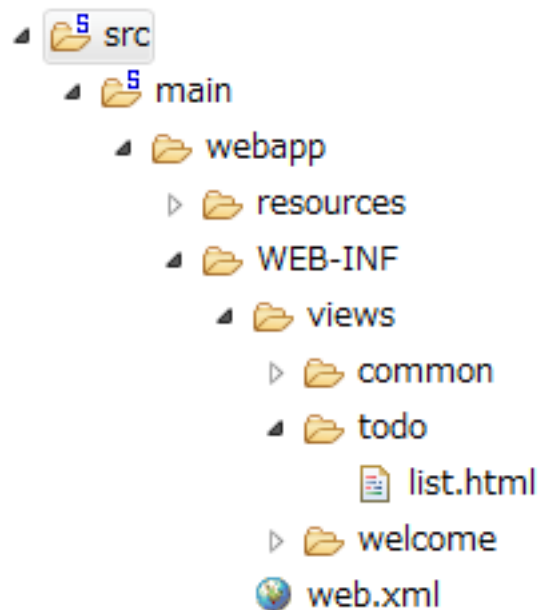 src
main
webapp
resources
WEB-INF
views
common
todo
list.html
welcome
web.xml